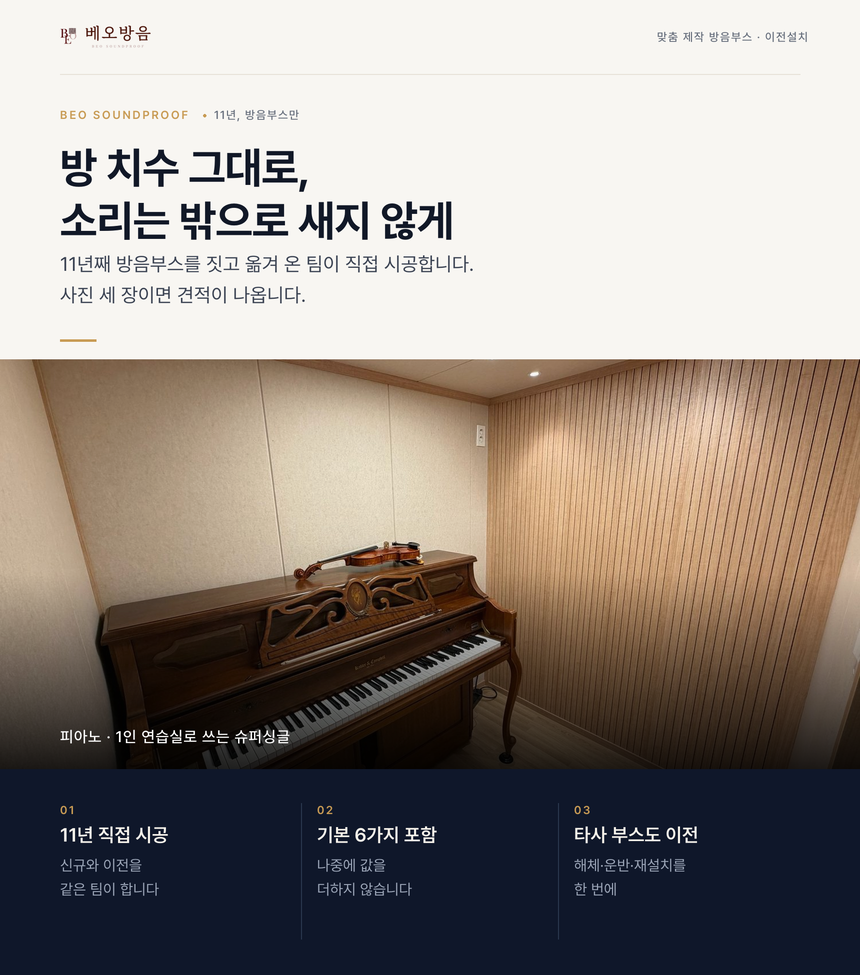 베오방음
BEO SOUNDPROOF
맞춤 제작 방음부스 · 이전설치
BEO SOUNDPROOF • 11년, 방음부스만
방 치수 그대로,
소리는 밖으로 새지 않게
11년째 방음부스를 짓고 옮겨 온 팀이 직접 시공합니다.
사진 세 장이면 견적이 나옵니다.
피아노 · 1인 연습실로 쓰는 슈퍼싱글
01
11년 직접 시공
신규와 이전을
같은 팀이 합니다
02
기본 6가지 포함
나중에 값을
더하지 않습니다
03
타사 부스도 이전
해체·운반·재설치를
한 번에